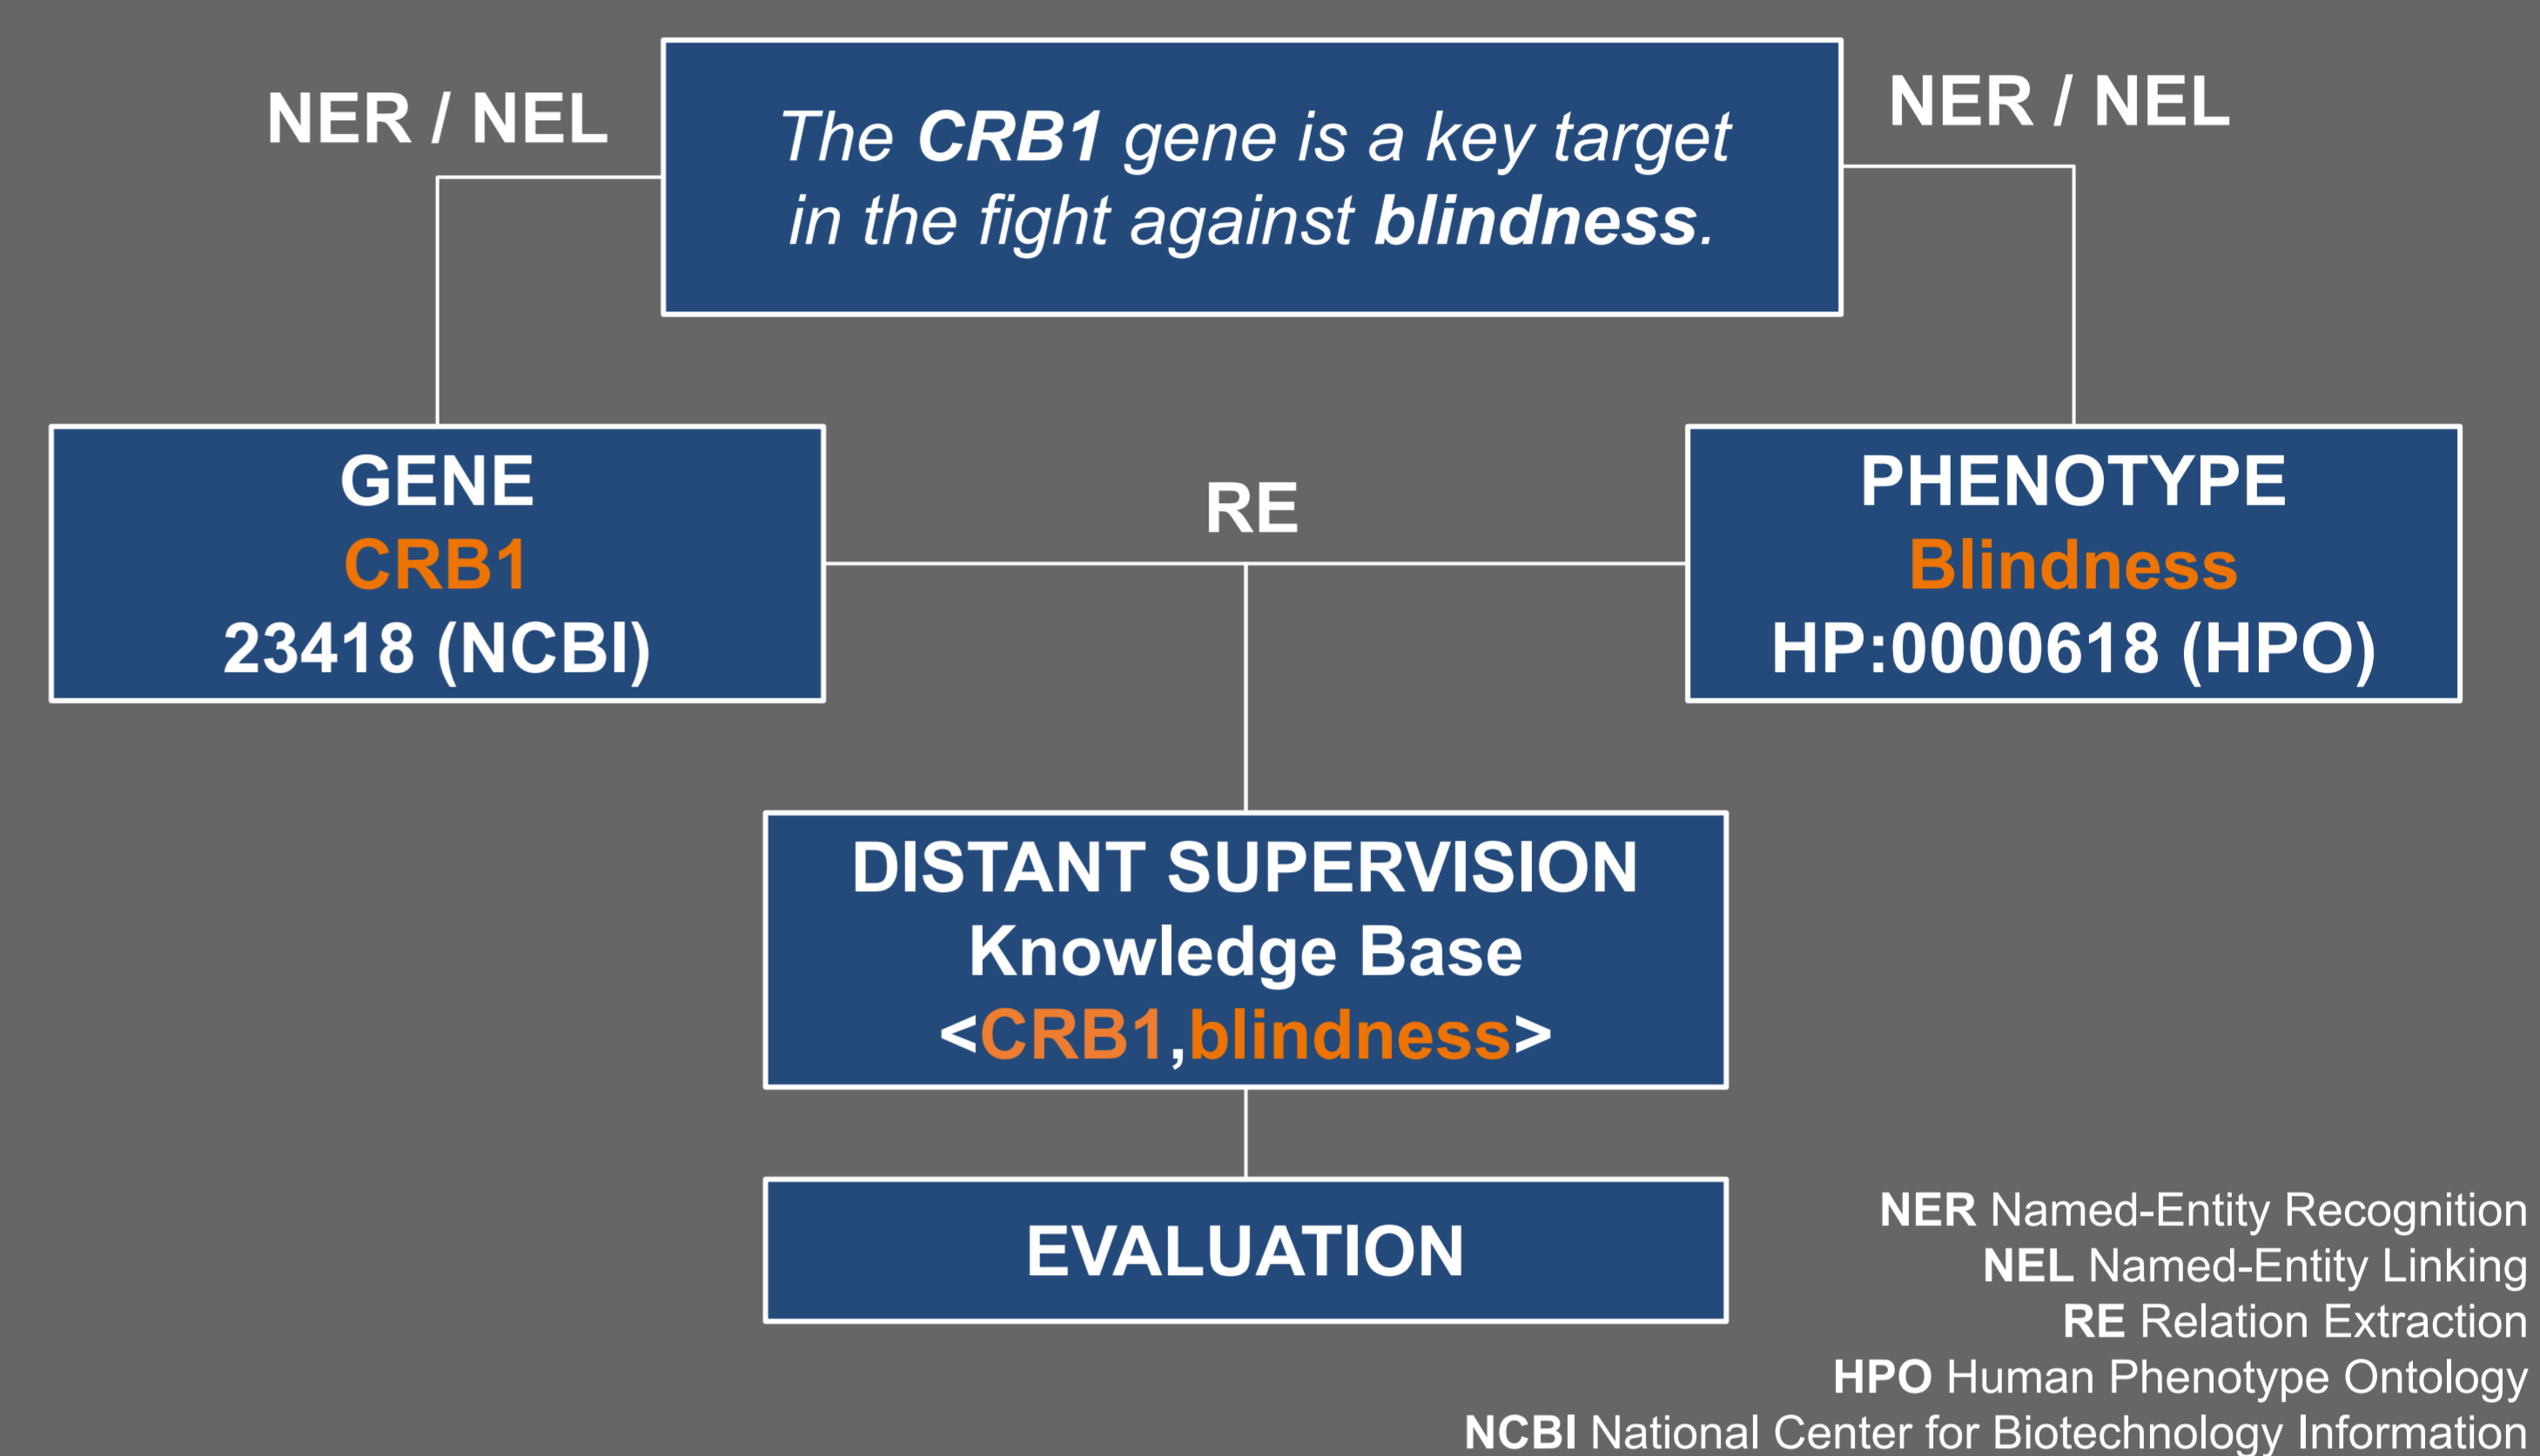 NER / NEL
The CRB1 gene is a key target
in the fight against blindness.
NER / NEL
GENE
CRB1
23418 (NCBI)
RE
PHENOTYPE
Blindness
HP:0000618 (HPO)
DISTANT SUPERVISION
Knowledge Base
<CRB1,blindness>
EVALUATION
NER Named-Entity Recognition
NEL Named-Entity Linking
RE Relation Extraction
HPO Human Phenotype Ontology
NCBI National Center for Biotechnology Information